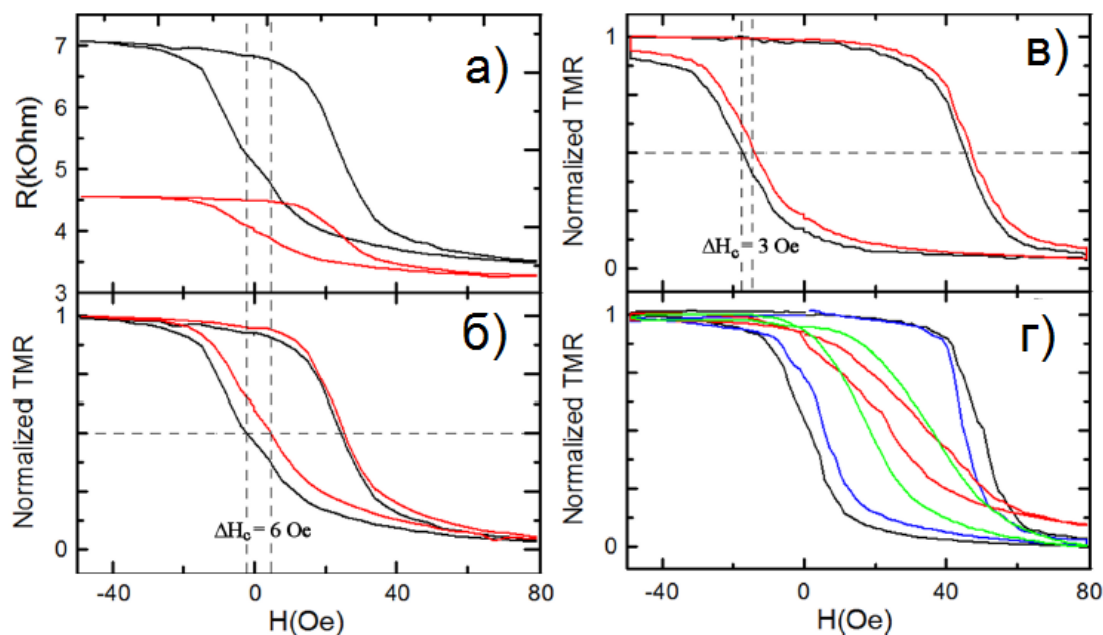 а)
R(kOhm)
7
6
5
4
3
б)
Normalized TMR
1
0
ΔHc = 6 Oe
-40 0 40 80
H(Oe)
в)
Normalized TMR
1
0
ΔHc = 3 Oe
г)
Normalized TMR
1
0
-40 0 40 80
H(Oe)